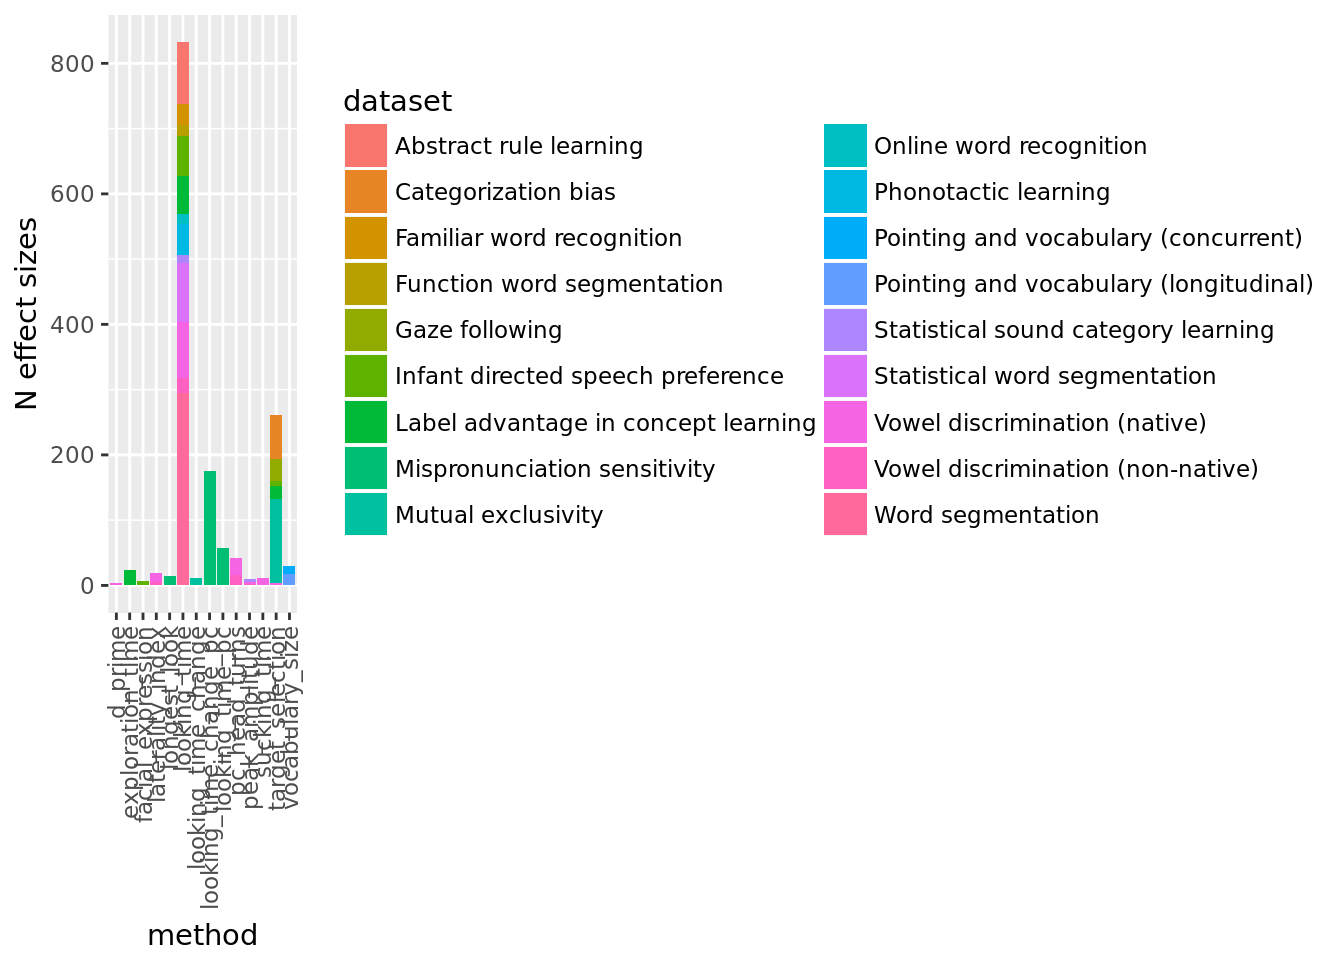 N effect sizes
800
600
400
200
0
d_prime
exploration_time
facial_expression
laterality_index
longest_look
looking_time
looking_time_change
looking_time_change_pc
looking_time_pc
pc_head_turns
peak_amplitude
sucking_time
target_selection
vocabulary_size
method
dataset
Abstract rule learning
Categorization bias
Familiar word recognition
Function word segmentation
Gaze following
Infant directed speech preference
Label advantage in concept learning
Mispronunciation sensitivity
Mutual exclusivity
Online word recognition
Phonotactic learning
Pointing and vocabulary (concurrent)
Pointing and vocabulary (longitudinal)
Statistical sound category learning
Statistical word segmentation
Vowel discrimination (native)
Vowel discrimination (non-native)
Word segmentation